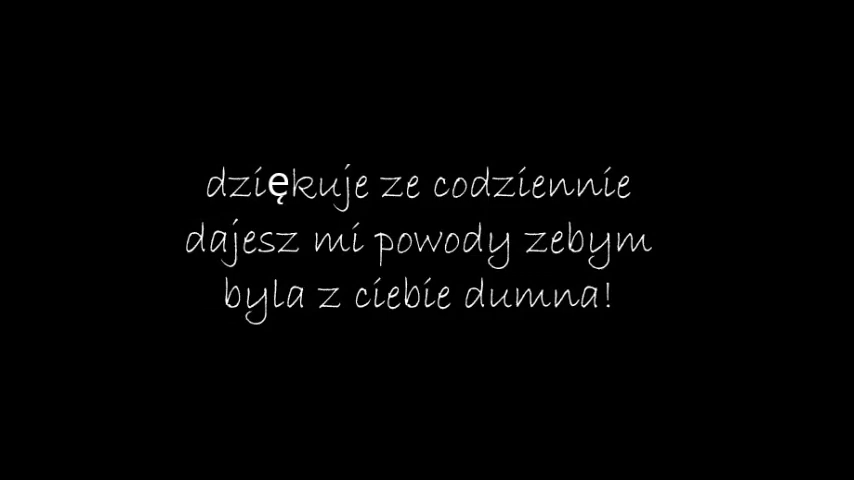 dziękuje ze codziennie
dajesz mi powody zebym
byla z ciebie dumna!